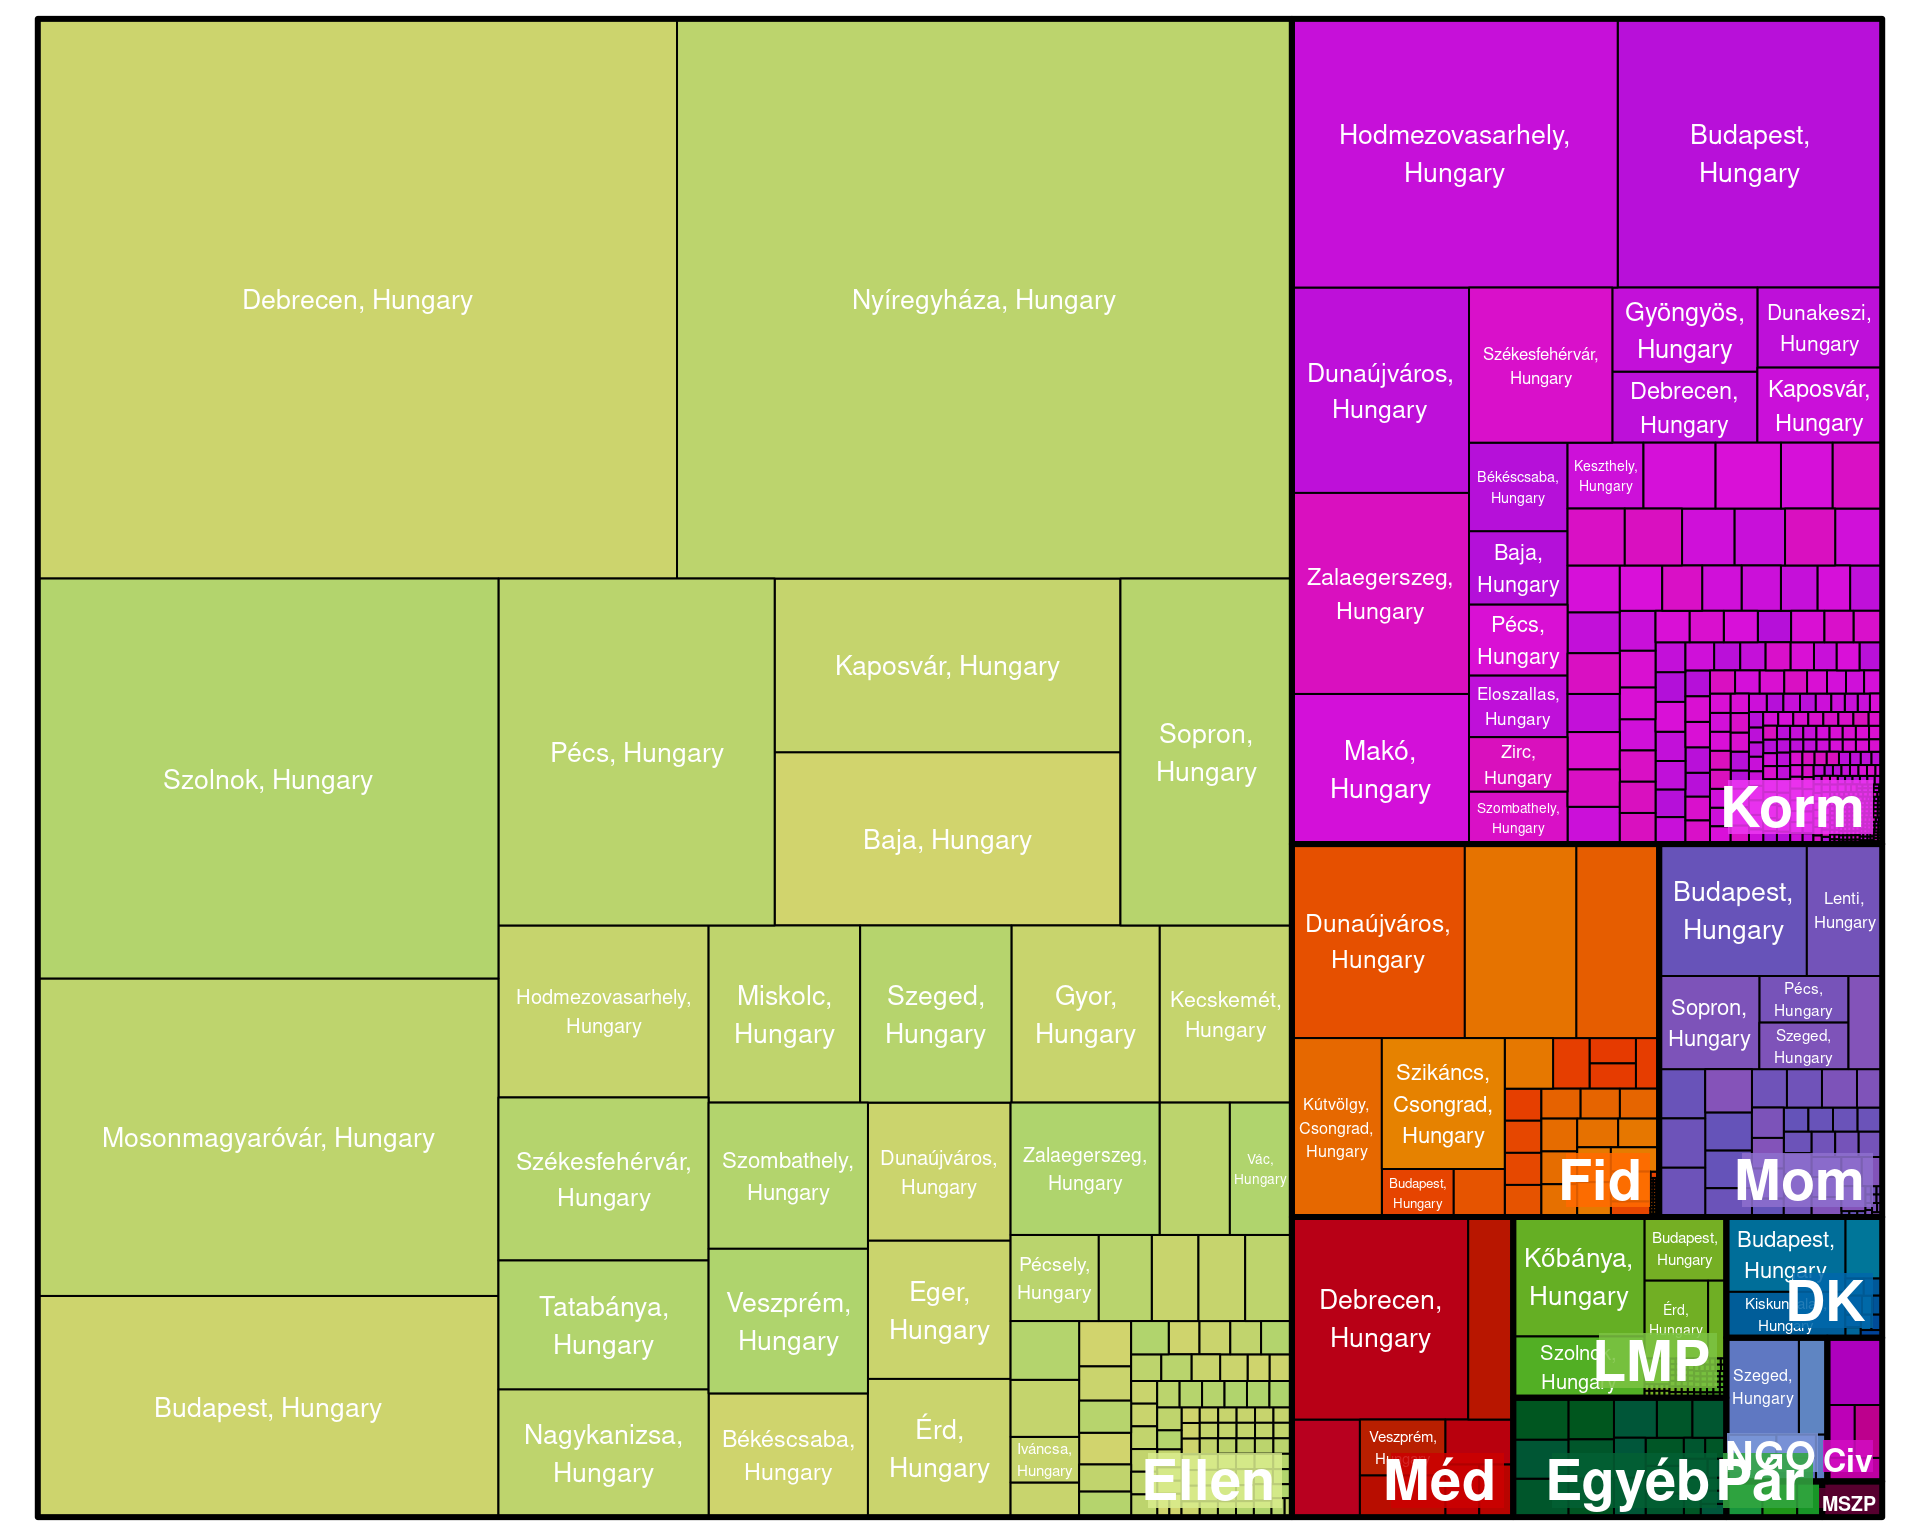 Debrecen, Hungary
Nyíregyháza, Hungary
Szolnok, Hungary
Pécs, Hungary
Kaposvár, Hungary
Baja, Hungary
Sopron,
Hungary
Mosonmagyaróvár, Hungary
Budapest, Hungary
Hodmezovasarhely,
Hungary
Miskolc,
Hungary
Szeged,
Hungary
Gyor,
Hungary
Kecskemét,
Hungary
Székesfehérvár,
Hungary
Szombathely,
Hungary
Dunaújváros,
Hungary
Zalaegerszeg,
Hungary
Vác,
Hungary
Tatabánya,
Hungary
Veszprém,
Hungary
Eger,
Hungary
Pécsely,
Hungary
Nagykanizsa,
Hungary
Békéscsaba,
Hungary
Érd,
Hungary
Iváncsa,
Hungary
Ellen
Hodmezovasarhely,
Hungary
Budapest,
Hungary
Dunaújváros,
Hungary
Székesfehérvár,
Hungary
Gyöngyös,
Hungary
Dunakeszi,
Hungary
Debrecen,
Hungary
Kaposvár,
Hungary
Zalaegerszeg,
Hungary
Békéscsaba,
Hungary
Keszthely,
Hungary
Baja,
Hungary
Pécs,
Hungary
Eloszallas,
Hungary
Makó,
Hungary
Zirc,
Hungary
Szombathely,
Hungary
Korm
Dunaújváros,
Hungary
Kútvölgy,
Csongrad,
Hungary
Szikáncs,
Csongrad,
Hungary
Budapest,
Hungary
Fid
Budapest,
Hungary
Lenti,
Hungary
Sopron,
Hungary
Pécs,
Hungary
Szeged,
Hungary
Mom
Debrecen,
Hungary
Veszprém,
Méd
Kőbánya,
Hungary
Budapest,
Hungary
Érd,
Hungary
Szolnok,
Hungary
LMP
Budapest,
Hungary
Hungary
DK
Szeged,
Hungary
NGO
Civ
Egyéb
Pár
MSZP